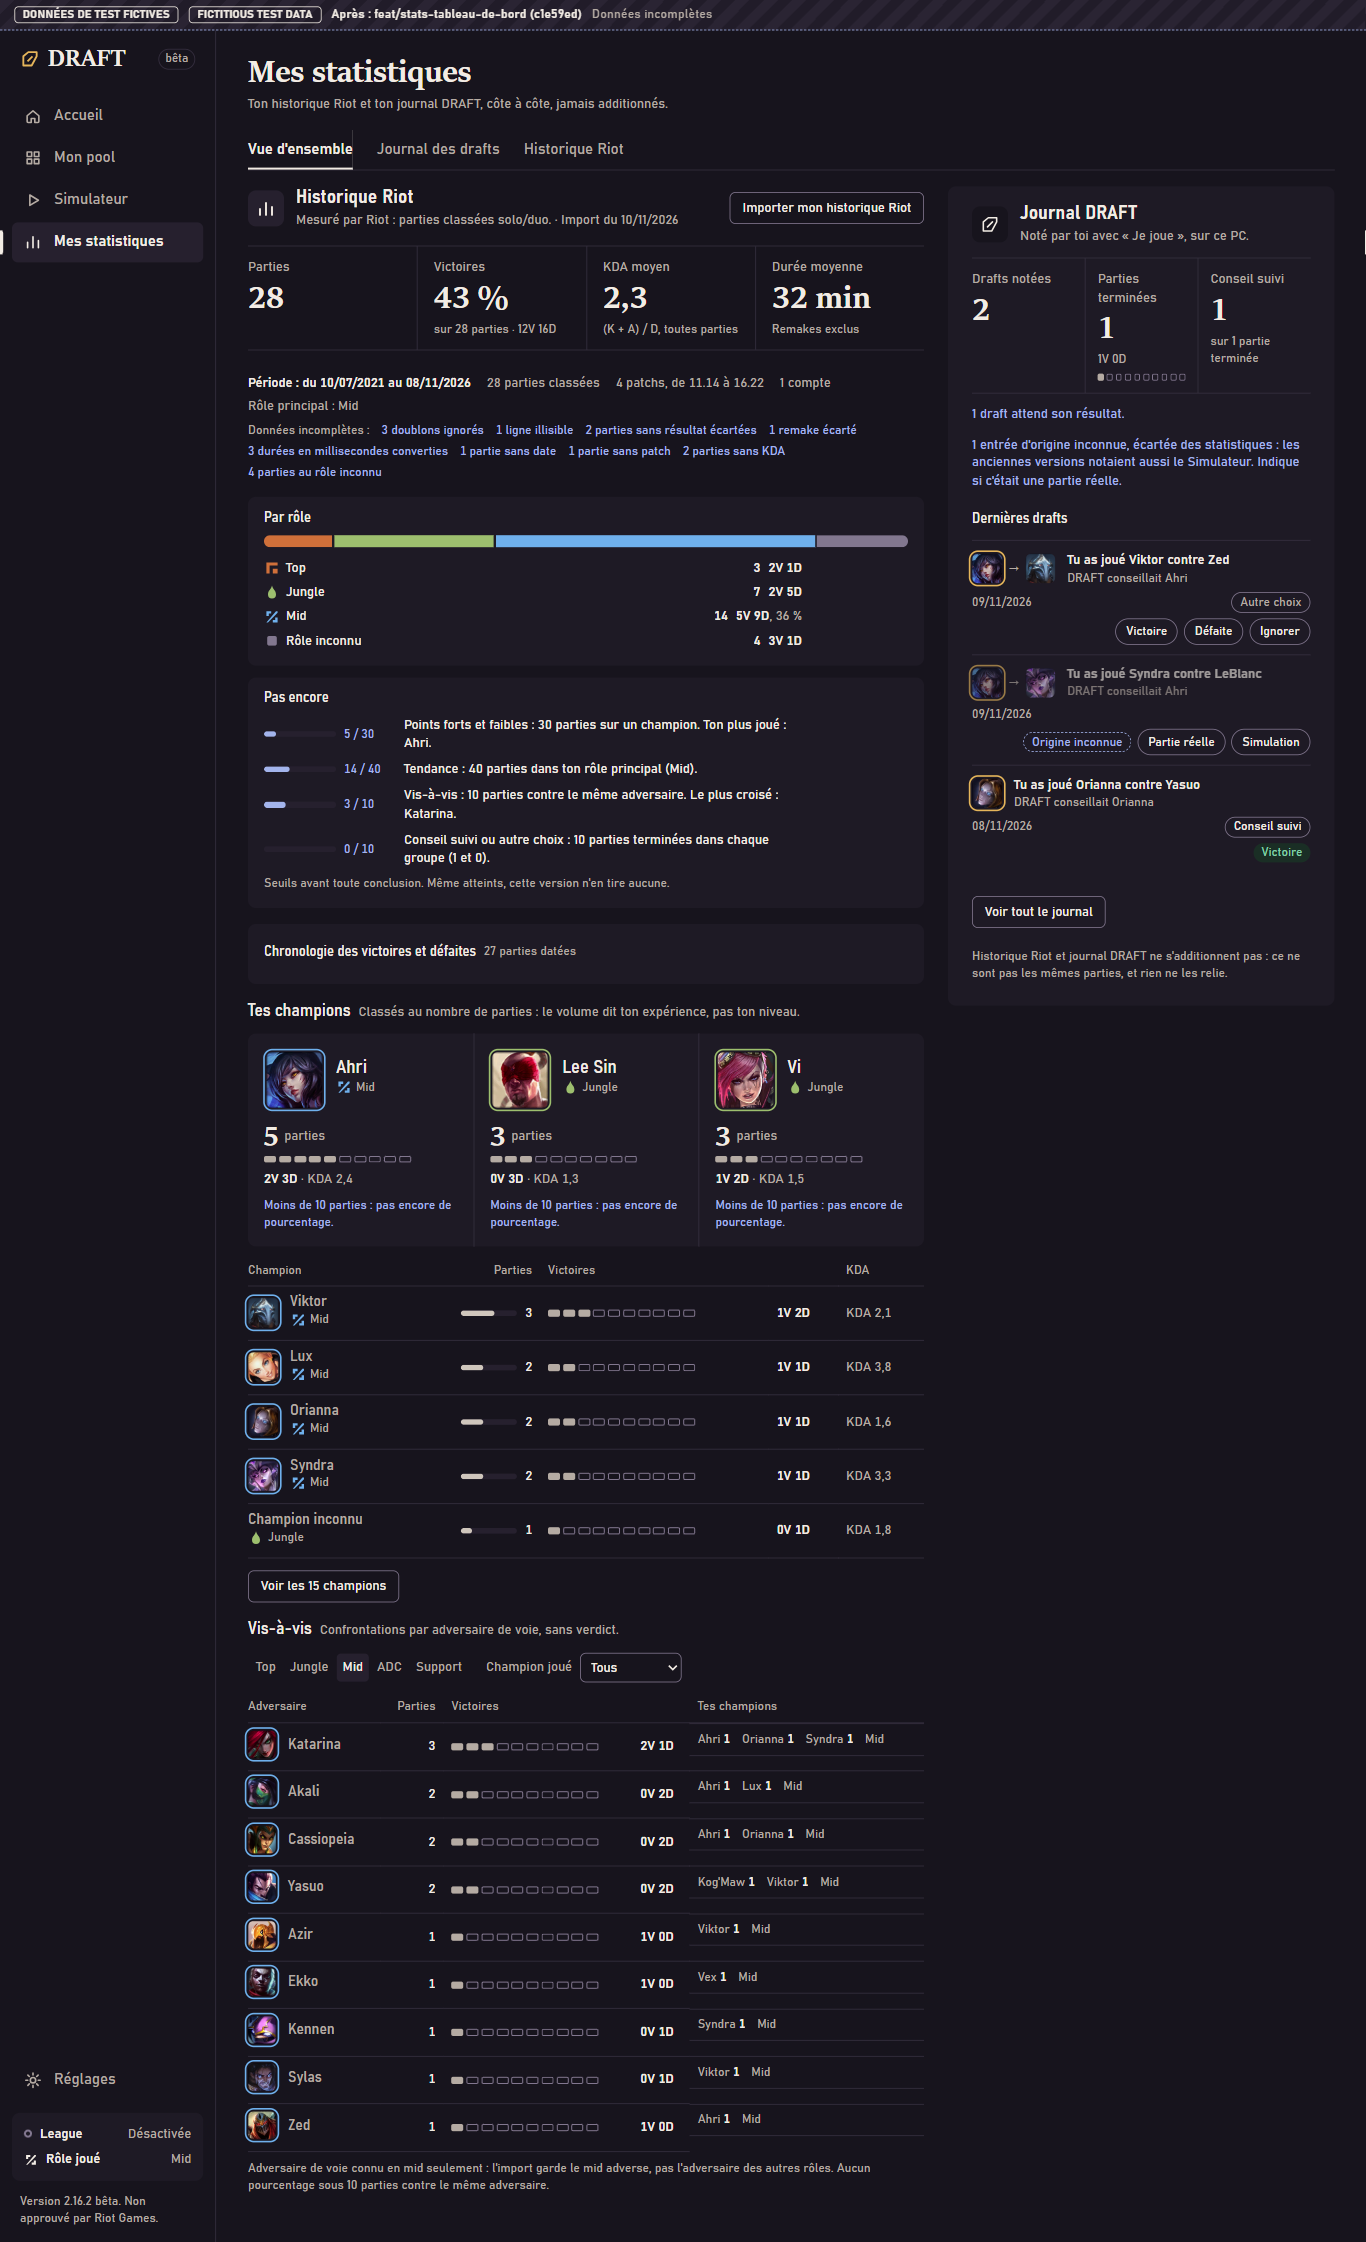 DONNÉES DE TEST FICTIVES FICTITIOUS TEST DATA Après : feat/stats-tableau-de-bord (c1e59ed) Données incomplètes
DRAFT bêta
Accueil
Mon pool
Simulateur
Mes statistiques
Réglages
League Désactivée
Rôle joué Mid
Version 2.16.2 bêta. Non
approuvé par Riot Games.
Mes statistiques
Ton historique Riot et ton journal DRAFT, côte à côte, jamais additionnés.
Vue d'ensemble Journal des drafts Historique Riot
Historique Riot
Mesuré par Riot : parties classées solo/duo. · Import du 10/11/2026
Importer mon historique Riot
Parties
28
Victoires
43 %
sur 28 parties · 12V 16D
KDA moyen
2,3
(K + A) / D, toutes parties
Durée moyenne
32 min
Remakes exclus
Période : du 10/07/2021 au 08/11/2026 28 parties classées 4 patchs, de 11.14 à 16.22 1 compte
Rôle principal : Mid
Données incomplètes : 3 doublons ignorés 1 ligne illisible 2 parties sans résultat écartées 1 remake écarté
3 durées en millisecondes converties 1 partie sans date 1 partie sans patch 2 parties sans KDA
4 parties au rôle inconnu
Par rôle
Top 3 2V 1D
Jungle 7 2V 5D
Mid 14 5V 9D, 36 %
Rôle inconnu 4 3V 1D
Pas encore
5 / 30 Points forts et faibles : 30 parties sur un champion. Ton plus joué :
Ahri.
14 / 40 Tendance : 40 parties dans ton rôle principal (Mid).
3 / 10 Vis-à-vis : 10 parties contre le même adversaire. Le plus croisé :
Katarina.
0 / 10 Conseil suivi ou autre choix : 10 parties terminées dans chaque
groupe (1 et 0).
Seuils avant toute conclusion. Même atteints, cette version n'en tire aucune.
Chronologie des victoires et défaites 27 parties datées
Tes champions Classés au nombre de parties : le volume dit ton expérience, pas ton niveau.
Ahri
Mid
5 parties
2V 3D · KDA 2,4
Moins de 10 parties : pas encore de
pourcentage.
Lee Sin
Jungle
3 parties
0V 3D · KDA 1,3
Moins de 10 parties : pas encore de
pourcentage.
Vi
Jungle
3 parties
1V 2D · KDA 1,5
Moins de 10 parties : pas encore de
pourcentage.
Champion Parties Victoires KDA
Viktor
Mid
3 1V 2D KDA 2,1
Lux
Mid
2 1V 1D KDA 3,8
Orianna
Mid
2 1V 1D KDA 1,6
Syndra
Mid
2 1V 1D KDA 3,3
Champion inconnu
Jungle
1 0V 1D KDA 1,8
Voir les 15 champions
Vis-à-vis Confrontations par adversaire de voie, sans verdict.
Top Jungle Mid ADC Support Champion joué Tous
Adversaire Parties Victoires Tes champions
Katarina 3 2V 1D Ahri 1 Orianna 1 Syndra 1 Mid
Akali 2 0V 2D Ahri 1 Lux 1 Mid
Cassiopeia 2 0V 2D Ahri 1 Orianna 1 Mid
Yasuo 2 0V 2D Kog'Maw 1 Viktor 1 Mid
Azir 1 1V 0D Viktor 1 Mid
Ekko 1 1V 0D Vex 1 Mid
Kennen 1 0V 1D Syndra 1 Mid
Sylas 1 0V 1D Viktor 1 Mid
Zed 1 1V 0D Ahri 1 Mid
Adversaire de voie connu en mid seulement : l'import garde le mid adverse, pas l'adversaire des autres rôles. Aucun
pourcentage sous 10 parties contre le même adversaire.
Journal DRAFT
Noté par toi avec « Je joue », sur ce PC.
Drafts notées
2
Parties
terminées
1
1V 0D
Conseil suivi
1
sur 1 partie
terminée
1 draft attend son résultat.
1 entrée d'origine inconnue, écartée des statistiques : les
anciennes versions notaient aussi le Simulateur. Indique
si c'était une partie réelle.
Dernières drafts
→ Tu as joué Viktor contre Zed
DRAFT conseillait Ahri
09/11/2026 Autre choix
Victoire Défaite Ignorer
→ Tu as joué Syndra contre LeBlanc
DRAFT conseillait Ahri
09/11/2026
Origine inconnue Partie réelle Simulation
Tu as joué Orianna contre Yasuo
DRAFT conseillait Orianna
08/11/2026 Conseil suivi
Victoire
Voir tout le journal
Historique Riot et journal DRAFT ne s'additionnent pas : ce ne
sont pas les mêmes parties, et rien ne les relie.